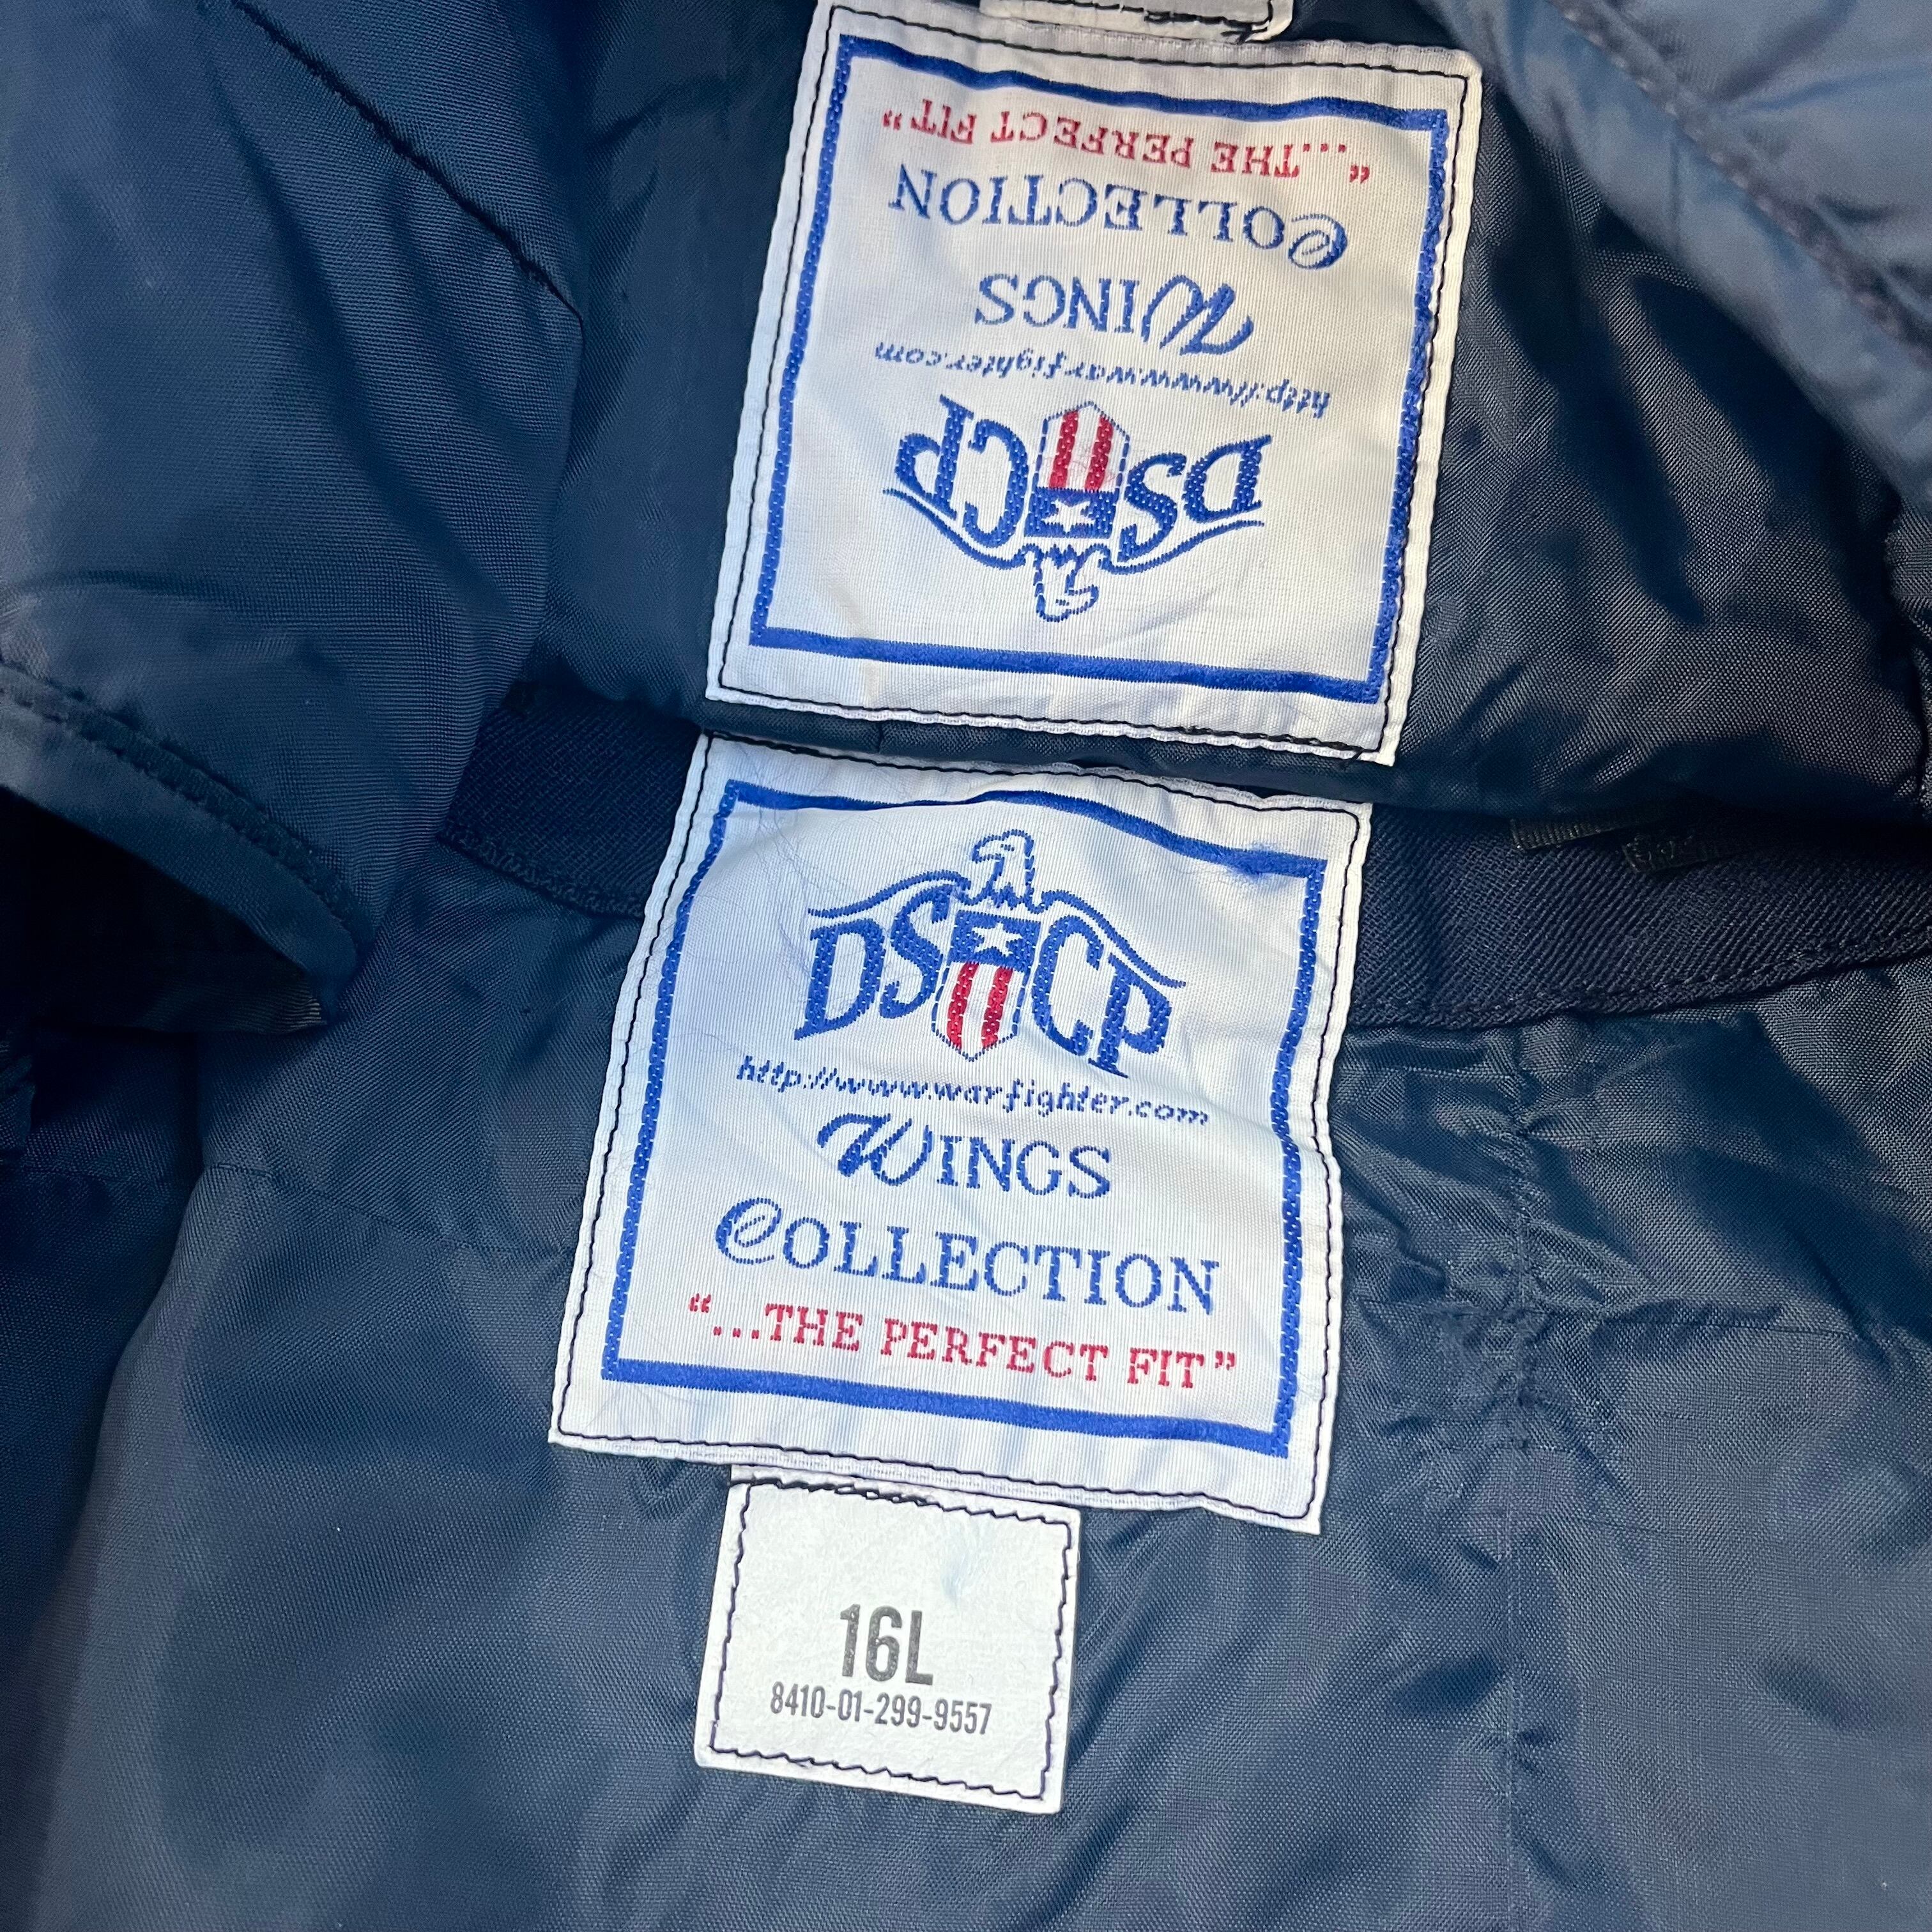 “...THE PERFECT FIT”
COLLECTION
WINGS
http://www.warfighter.com
DSCP
DSCP
http://www.warfighter.com
WINGS
COLLECTION
“...THE PERFECT FIT”
16L
8410-01-299-9557